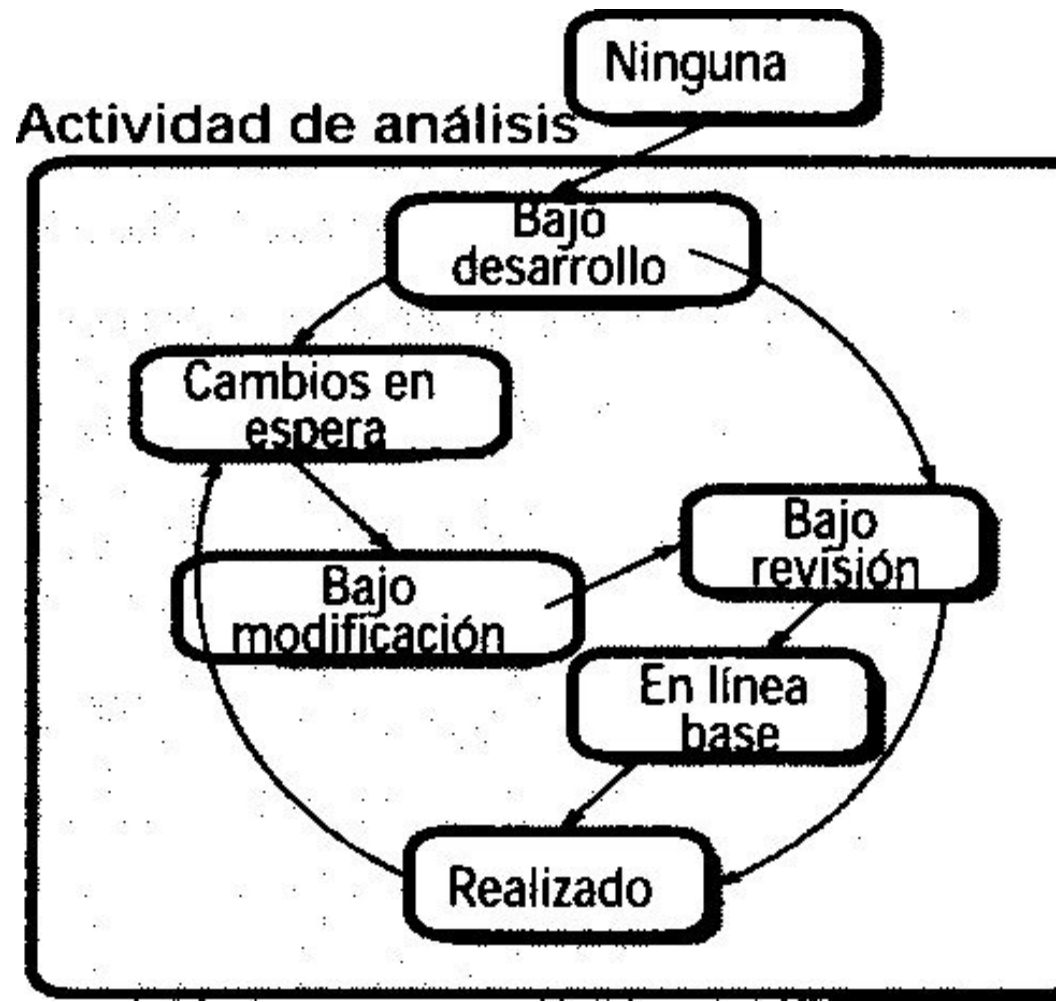 Ninguna
Actividad de análisis
Bajo
desarrollo
Cambios en
espera
Bajo
revisión
Bajo
modificación
En línea
base
Realizado